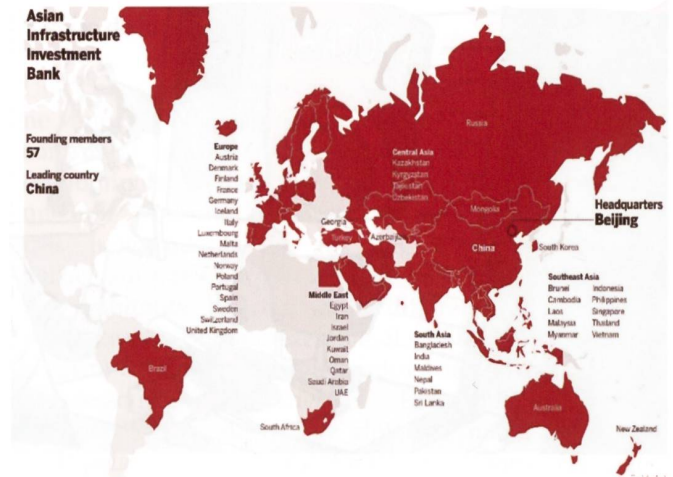 Asian
Infrastructure
Investment
Bank
Founding members
57
Leading country
China
Europe
Austria
Denmark
Finland
France
Germany
Iceland
Italy
Luxembourg
Malta
Netherlands
Norway
Poland
Portugal
Spain
Sweden
Switzerland
United Kingdom
Russia
Central Asia
Kazakhstan
Kyrgyzstan
Tajikistan
Uzbekistan
Mongolia
Georgia
Turkey
Azerbaijan
China
Headquarters
Beijing
South Korea
Middle East
Egypt
Iran
Israel
Jordan
Kuwait
Oman
Qatar
Saudi Arabia
UAE
South Asia
Bangladesh
India
Maldives
Nepal
Pakistan
Sri Lanka
Southeast Asia
Brunei Indonesia
Cambodia Philippines
Laos Singapore
Malaysia Thailand
Myanmar Vietnam
Brazil
South Africa
Australia
New Zealand